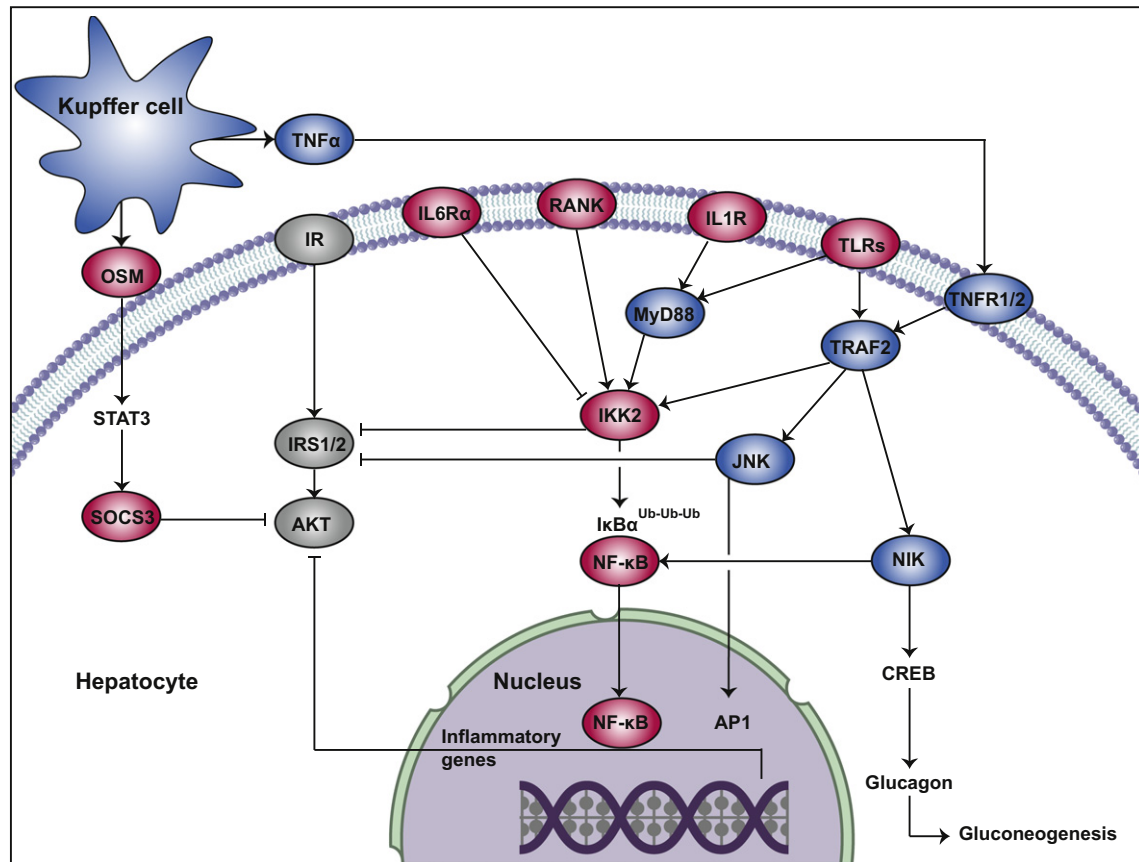 Kupffer cell
TNFα
IL6Rα
RANK
IL1R
IR
TLRs
OSM
TNFR1/2
MyD88
TRAF2
STAT3
IKK2
IRS1/2
JNK
SOCS3
AKT
IκBα Ub-Ub-Ub
NF-κB
NIK
Hepatocyte
Nucleus
CREB
NF-κB
AP1
Inflammatory
genes
Glucagon
Gluconeogenesis